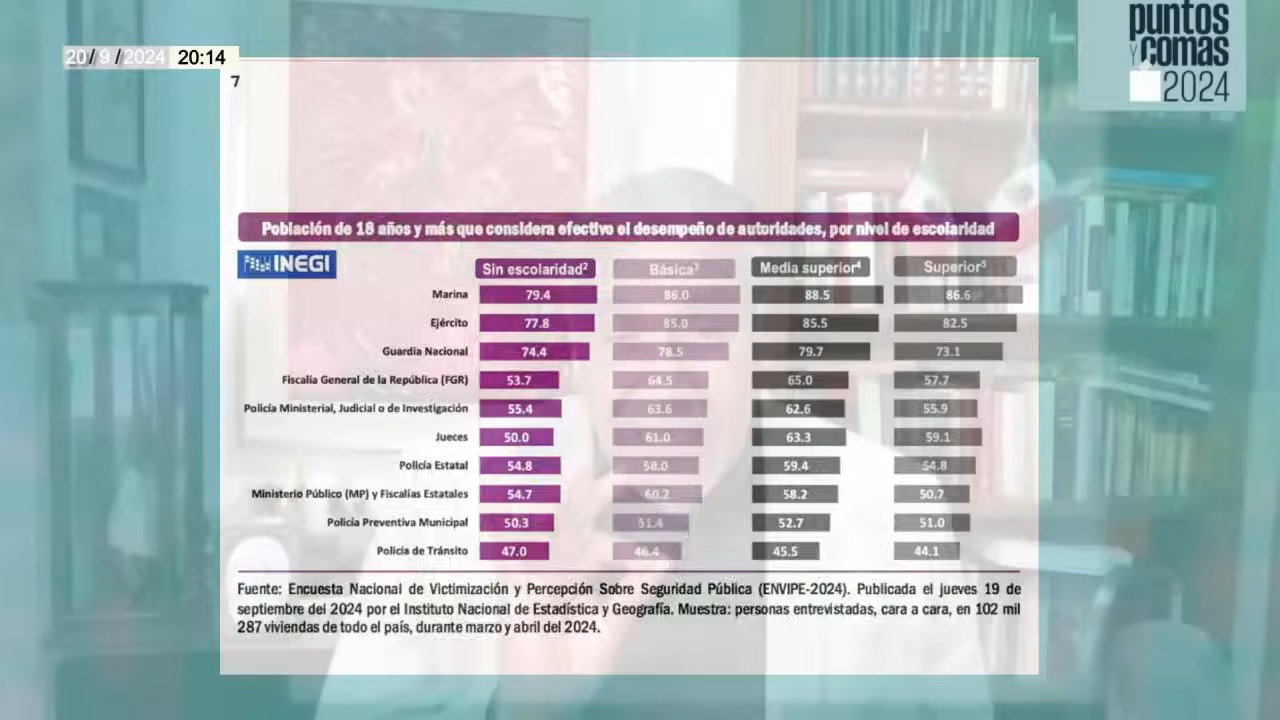 20/ 9 /2024 20:14
puntos
Y comas
2024
7
Población de 18 años y más que considera efectivo el desempeño de autoridades, por nivel de escolaridad
INEGI
Sin escolaridad² Básica³ Media superior⁴ Superior⁵
Marina 79.4 86.0 88.5 86.6
Ejército 77.8 85.0 85.5 82.5
Guardia Nacional 74.4 78.5 79.7 73.1
Fiscalía General de la República (FGR) 53.7 64.5 65.0 57.7
Policía Ministerial, Judicial o de Investigación 55.4 63.6 62.6 55.9
Jueces 50.0 61.0 63.3 59.1
Policía Estatal 54.8 58.0 59.4 54.8
Ministerio Público (MP) y Fiscalías Estatales 54.7 60.2 58.2 50.7
Policía Preventiva Municipal 50.3 51.4 52.7 51.0
Policía de Tránsito 47.0 46.4 45.5 44.1
Fuente: Encuesta Nacional de Victimización y Percepción Sobre Seguridad Pública (ENVIPE-2024). Publicada el jueves 19 de
septiembre del 2024 por el Instituto Nacional de Estadística y Geografía. Muestra: personas entrevistadas, cara a cara, en 102 mil
287 viviendas de todo el país, durante marzo y abril del 2024.